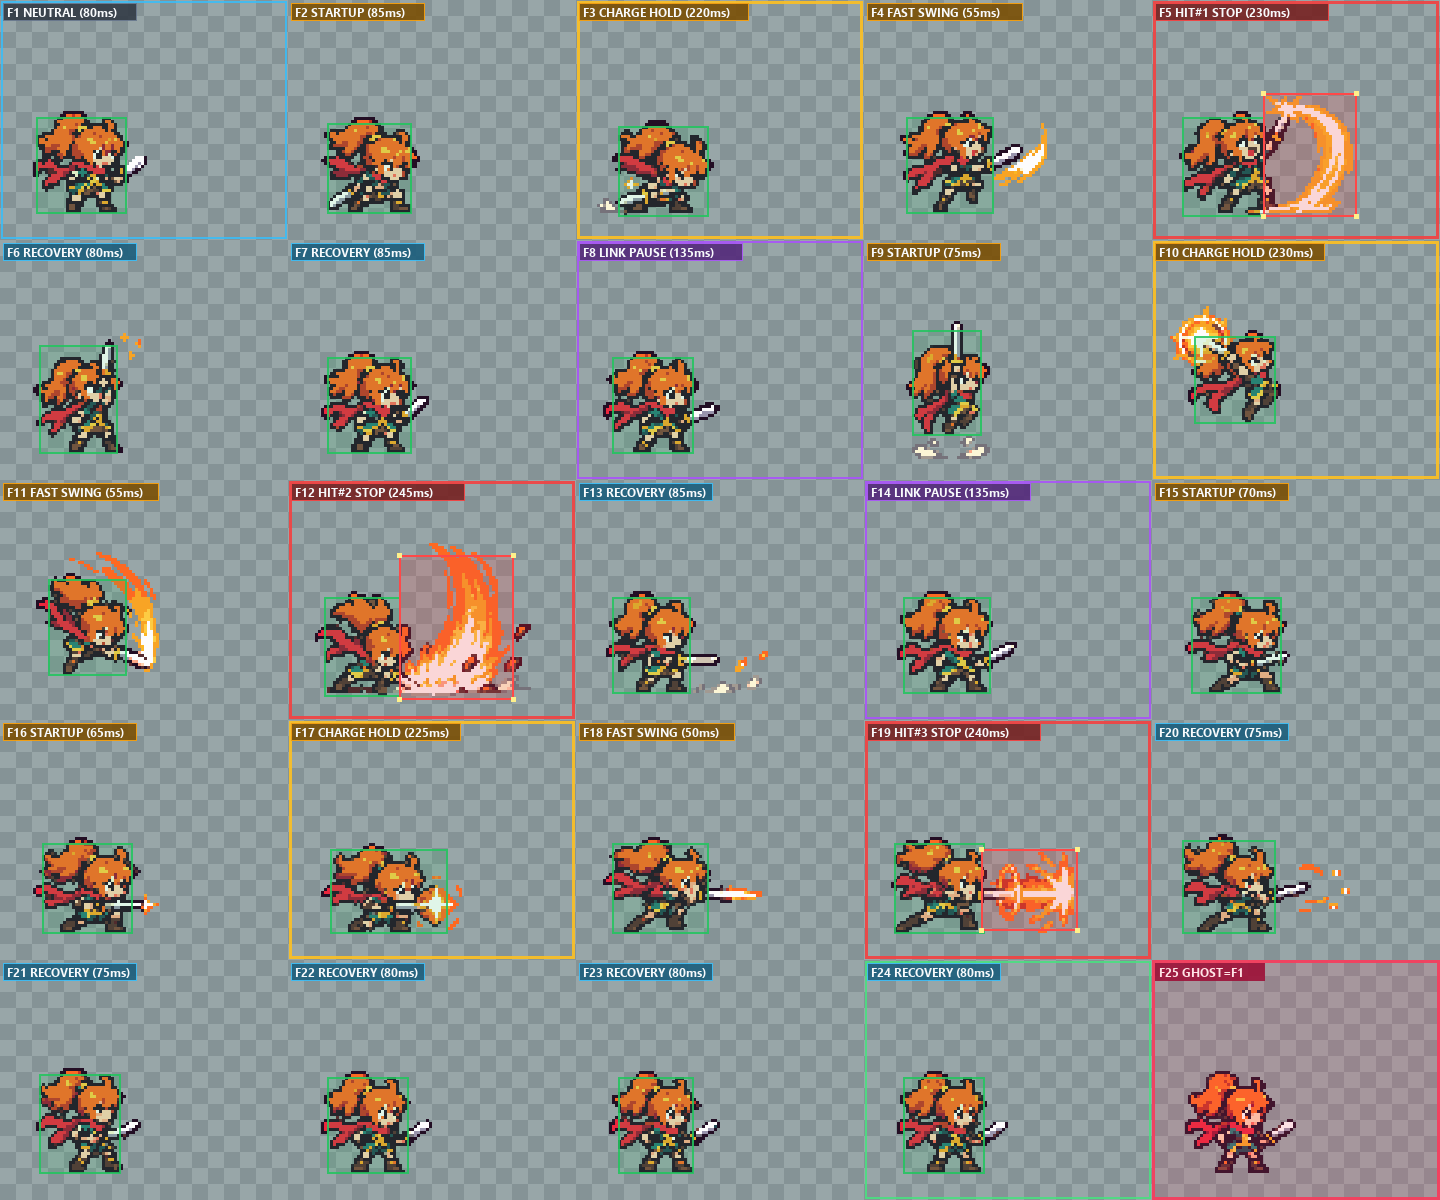 F1 NEUTRAL (80ms)
F2 STARTUP (85ms)
F3 CHARGE HOLD (220ms)
F4 FAST SWING (55ms)
F5 HIT#1 STOP (230ms)
F6 RECOVERY (80ms)
F7 RECOVERY (85ms)
F8 LINK PAUSE (135ms)
F9 STARTUP (75ms)
F10 CHARGE HOLD (230ms)
F11 FAST SWING (55ms)
F12 HIT#2 STOP (245ms)
F13 RECOVERY (85ms)
F14 LINK PAUSE (135ms)
F15 STARTUP (70ms)
F16 STARTUP (65ms)
F17 CHARGE HOLD (225ms)
F18 FAST SWING (50ms)
F19 HIT#3 STOP (240ms)
F20 RECOVERY (75ms)
F21 RECOVERY (75ms)
F22 RECOVERY (80ms)
F23 RECOVERY (80ms)
F24 RECOVERY (80ms)
F25 GHOST=F1